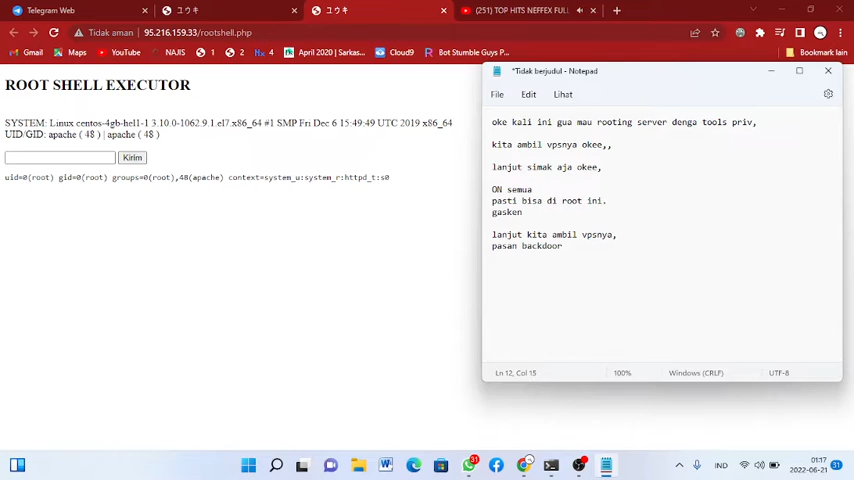 Telegram Web
ユウキ
ユウキ
(251) TOP HITS NEFFEX FULL
Tidak aman
95.216.159.33/rootshell.php
Gmail
Maps
YouTube
NAJIS
1
2
4
April 2020 | Sarkas...
Cloud9
Bot Stumble Guys P...
Bookmark lain
ROOT SHELL EXECUTOR
SYSTEM: Linux centos-4gb-hel1-1 3.10.0-1062.9.1.el7.x86_64 #1 SMP Fri Dec 6 15:49:49 UTC 2019 x86_64
UID/GID: apache ( 48 ) | apache ( 48 )
Kirim
uid=0(root) gid=0(root) groups=0(root),48(apache) context=system_u:system_r:httpd_t:s0
*Tidak berjudul - Notepad
File Edit Lihat
oke kali ini gua mau rooting server denga tools priv,
kita ambil vpsnya okee,,
lanjut simak aja okee,
ON semua
pasti bisa di root ini.
gasken
lanjut kita ambil vpsnya,
pasan backdoor
Ln 12, Col 15
100%
Windows (CRLF)
UTF-8
31
IND
01:17
2022-06-21
31